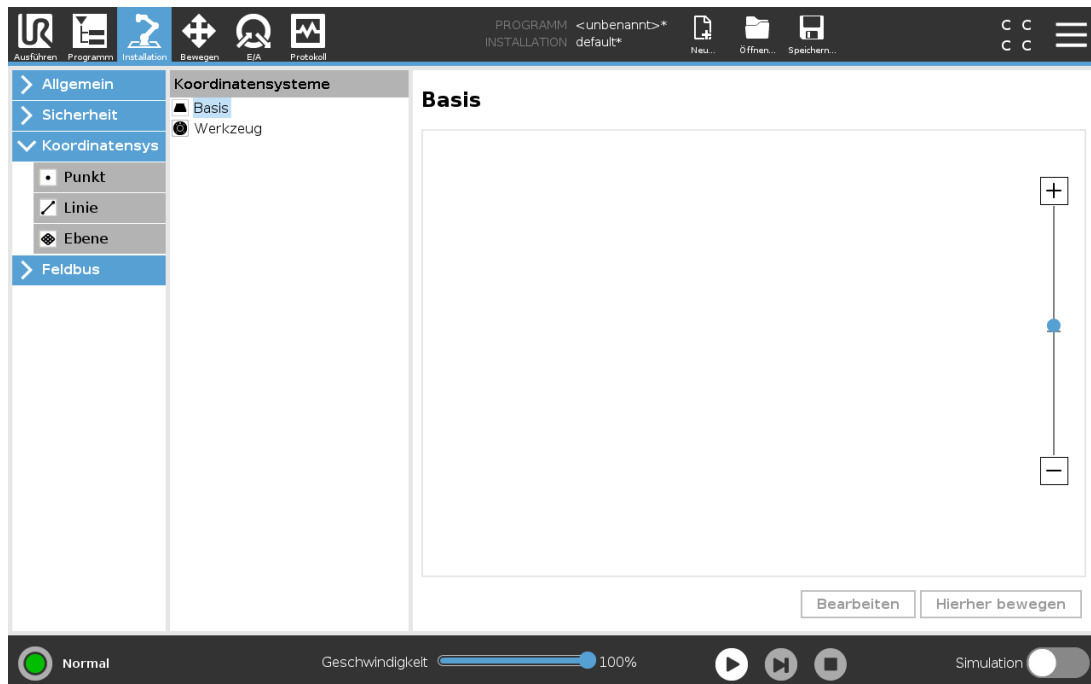 PROGRAMM <unbenannt>*
INSTALLATION default*
Ausführen Programm Installation Bewegen E/A Protokoll
Neu... Öffnen... Speichern...
C C
C C
Allgemein
Sicherheit
Koordinatensys
Punkt
Linie
Ebene
Feldbus
Koordinatensysteme
Basis
Werkzeug
Basis
+
−
Bearbeiten Hierher bewegen
Normal Geschwindigkeit 100% Simulation